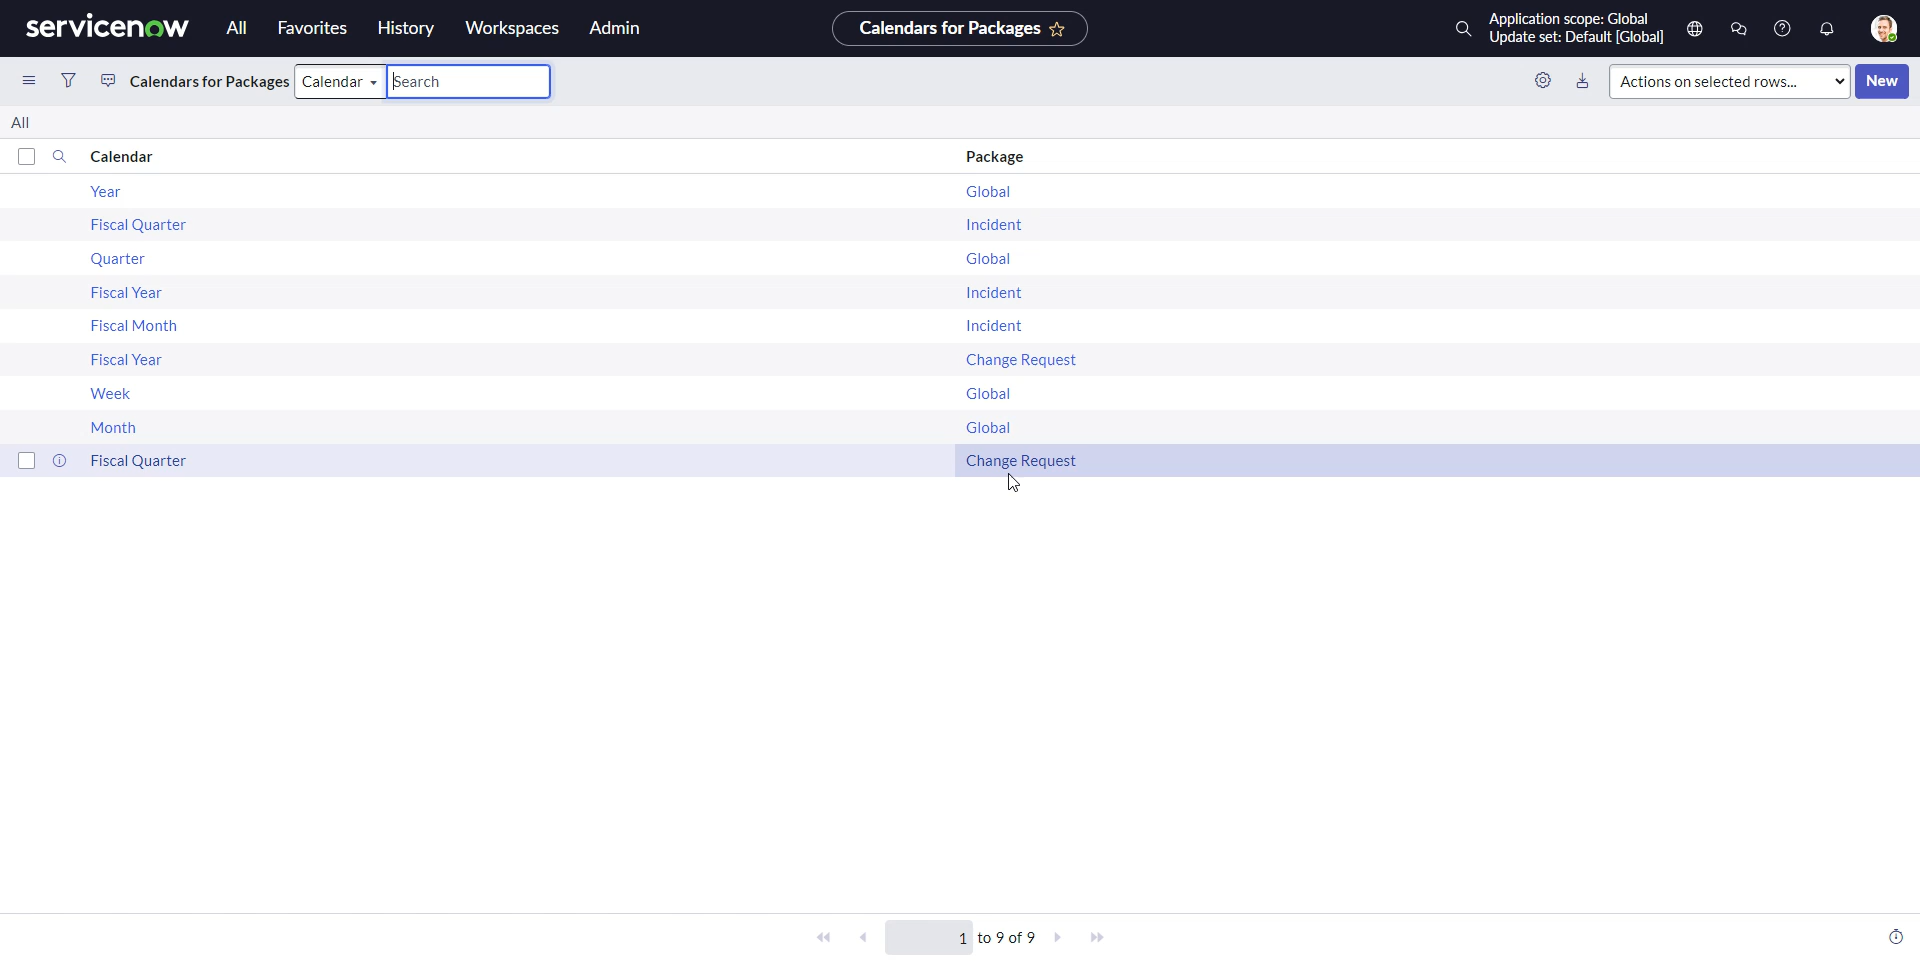 servicenow All Favorites History Workspaces Admin Calendars for Packages Application scope: Global
Update set: Default [Global]
Calendars for Packages Calendar Search Actions on selected rows... New
All
Calendar Package
Year Global
Fiscal Quarter Incident
Quarter Global
Fiscal Year Incident
Fiscal Month Incident
Fiscal Year Change Request
Week Global
Month Global
Fiscal Quarter Change Request
1 to 9 of 9